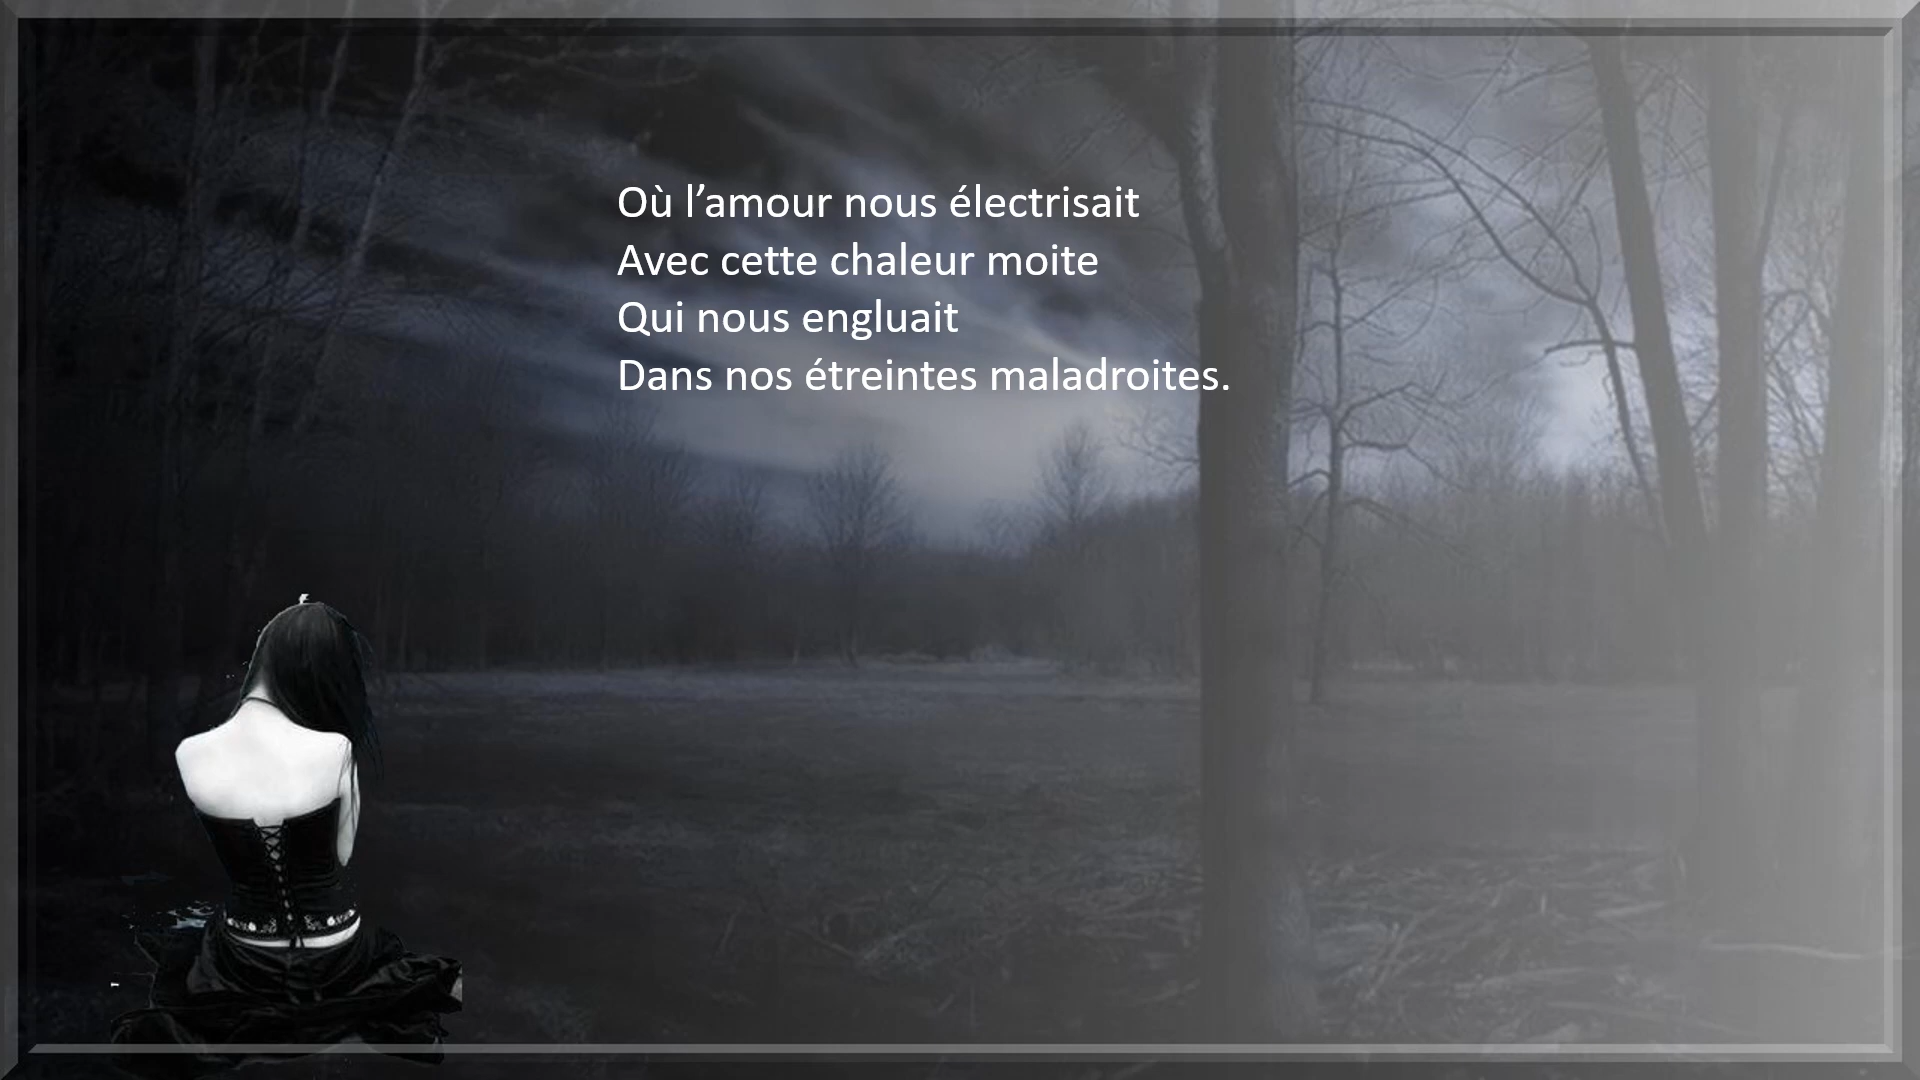 Où l’amour nous électrisait
Avec cette chaleur moite
Qui nous engluait
Dans nos étreintes maladroites.